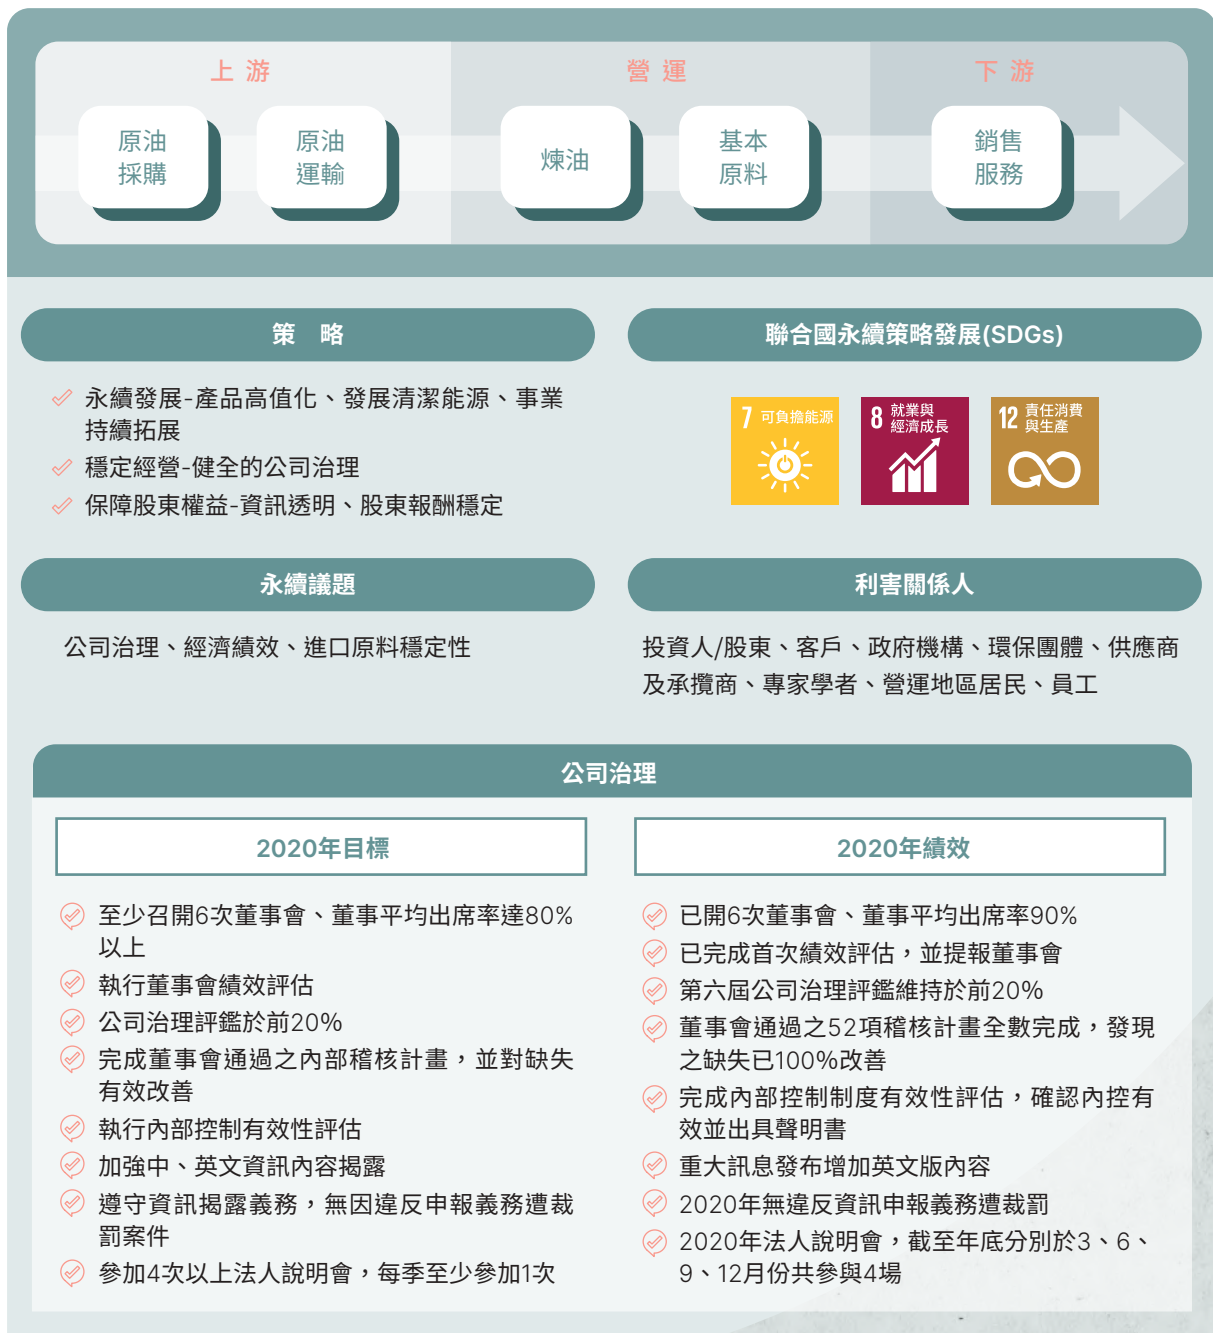 上游
原油
採購
原油
運輸
營運
煉油
基本
原料
下游
銷售
服務
策 略
永續發展-產品高值化、發展清潔能源、事業
持續拓展
穩定經營-健全的公司治理
保障股東權益-資訊透明、股東報酬穩定
聯合國永續策略發展(SDGs)
7 可負擔能源
8 就業與
經濟成長
12 責任消費
與生產
永續議題
公司治理、經濟績效、進口原料穩定性
利害關係人
投資人/股東、客戶、政府機構、環保團體、供應商
及承攬商、專家學者、營運地區居民、員工
公司治理
2020年目標
至少召開6次董事會、董事平均出席率達80%
以上
執行董事會績效評估
公司治理評鑑於前20%
完成董事會通過之內部稽核計畫，並對缺失
有效改善
執行內部控制有效性評估
加強中、英文資訊內容揭露
遵守資訊揭露義務，無因違反申報義務遭裁
罰案件
參加4次以上法人說明會，每季至少參加1次
2020年績效
已開6次董事會、董事平均出席率90%
已完成首次績效評估，並提報董事會
第六屆公司治理評鑑維持於前20%
董事會通過之52項稽核計畫全數完成，發現
之缺失已100%改善
完成內部控制制度有效性評估，確認內控有
效並出具聲明書
重大訊息發布增加英文版內容
2020年無違反資訊申報義務遭裁罰
2020年法人說明會，截至年底分別於3、6、
9、12月份共參與4場